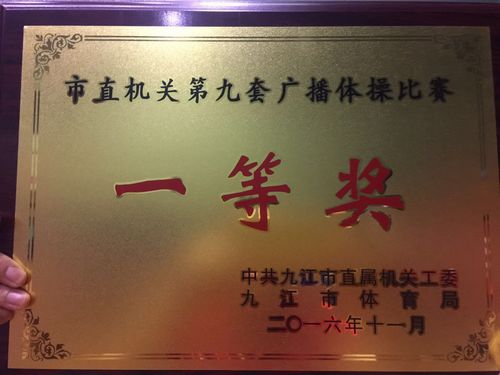 市直机关第九套广播体操比赛
一等奖
中共九江市直属机关工委
九江市体育局
二〇一六年十一月